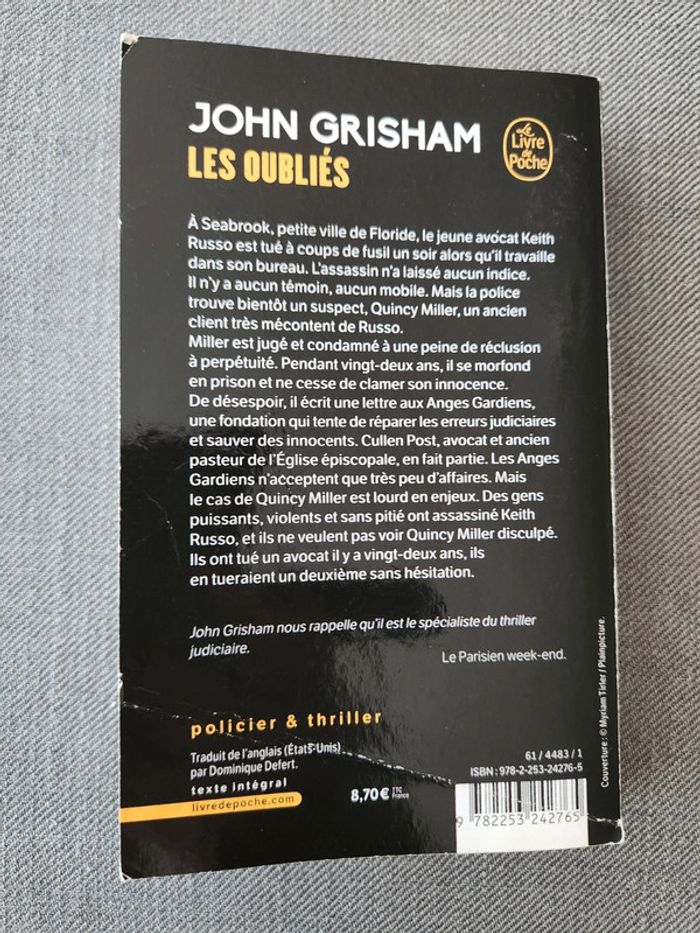 JOHN GRISHAM
LES OUBLIÉS
Le
Livre
de
Poche
À Seabrook, petite ville de Floride, le jeune avocat Keith
Russo est tué à coups de fusil un soir alors qu'il travaille
dans son bureau. L'assassin n'a laissé aucun indice.
Il n'y a aucun témoin, aucun mobile. Mais la police
trouve bientôt un suspect, Quincy Miller, un ancien
client très mécontent de Russo.
Miller est jugé et condamné à une peine de réclusion
à perpétuité. Pendant vingt-deux ans, il se morfond
en prison et ne cesse de clamer son innocence.
De désespoir, il écrit une lettre aux Anges Gardiens,
une fondation qui tente de réparer les erreurs judiciaires
et sauver des innocents. Cullen Post, avocat et ancien
pasteur de l'Église épiscopale, en fait partie. Les Anges
Gardiens n'acceptent que très peu d'affaires. Mais
le cas de Quincy Miller est lourd en enjeux. Des gens
puissants, violents et sans pitié ont assassiné Keith
Russo, et ils ne veulent pas voir Quincy Miller disculpé.
Ils ont tué un avocat il y a vingt-deux ans, ils
en tueraient un deuxième sans hésitation.
John Grisham nous rappelle qu'il est le spécialiste du thriller
judiciaire.
Le Parisien week-end.
policier & thriller
Traduit de l'anglais (États-Unis)
par Dominique Defert.
texte intégral
livredepoche.com
8,70 € TTC
France
61 / 4483 / 1
ISBN : 978-2-253-24276-5
9 782253 242765
Couverture : © Myriam Tirler / Plainpicture.